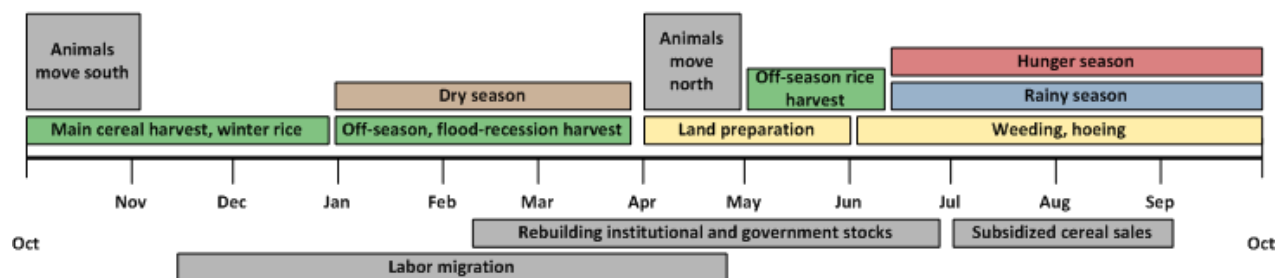 Animals
move south
Animals
move
north
Hunger season
Off-season rice
harvest
Dry season
Rainy season
Main cereal harvest, winter rice
Off-season, flood-recession harvest
Land preparation
Weeding, hoeing
Nov
Dec
Jan
Feb
Mar
Apr
May
Jun
Jul
Aug
Sep
Oct
Rebuilding institutional and government stocks
Subsidized cereal sales
Oct
Labor migration